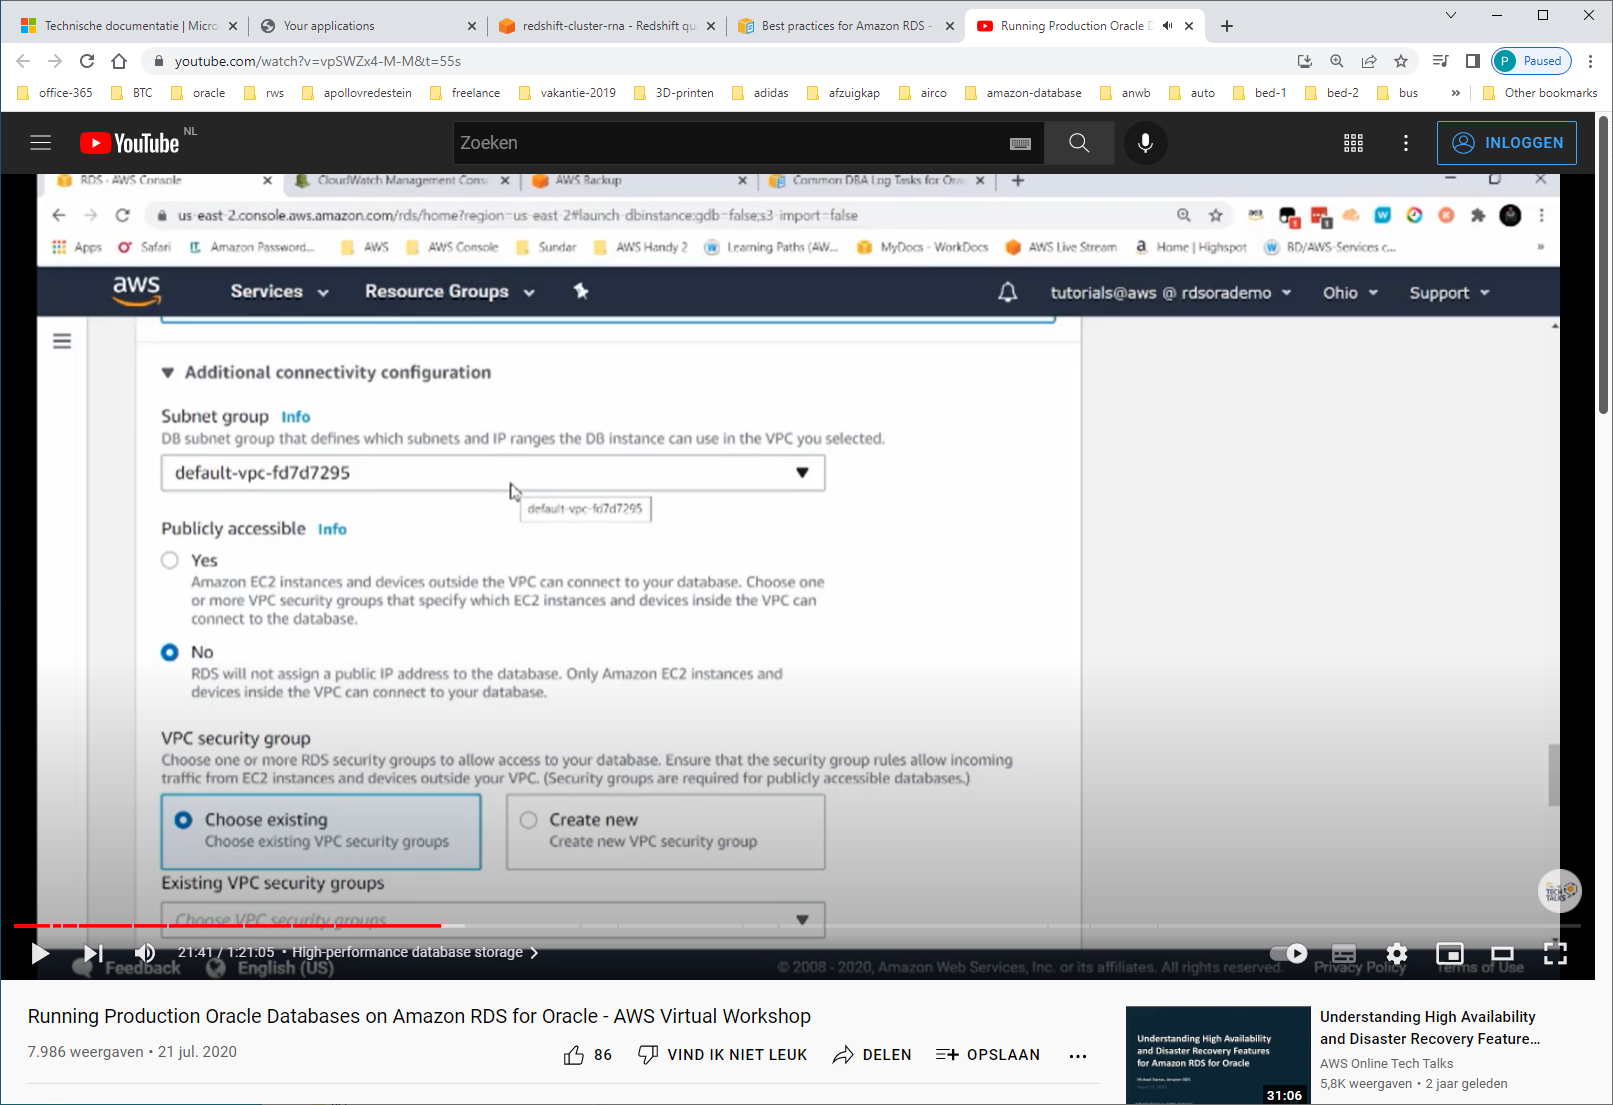 Technische documentatie | Micro
Your applications
redshift-cluster-rna - Redshift qu
Best practices for Amazon RDS -
Running Production Oracle D
youtube.com/watch?v=vpSWZx4-M-M&t=55s
P Paused
office-365 BTC oracle rws apollovredestein freelance vakantie-2019 3D-printen adidas afzuigkap airco amazon-database anwb auto bed-1 bed-2 bus » Other bookmarks
YouTube NL
Zoeken
INLOGGEN
RDS - AWS Console
CloudWatch Management Cons
AWS Backup
Common DBA Log Tasks for Orac
us-east-2.console.aws.amazon.com/rds/home?region=us-east-2#launch-dbinstance:gdb=false;s3-import=false
Apps Safari Amazon Password... AWS AWS Console Sundar AWS Handy 2 Learning Paths (AW... MyDocs - WorkDocs AWS Live Stream Home | Highspot BD/AWS-Services c... »
aws Services Resource Groups tutorials@aws @ rdsorademo Ohio Support
Additional connectivity configuration
Subnet group Info
DB subnet group that defines which subnets and IP ranges the DB instance can use in the VPC you selected.
default-vpc-fd7d7295
default-vpc-fd7d7295
Publicly accessible Info
Yes
Amazon EC2 instances and devices outside the VPC can connect to your database. Choose one
or more VPC security groups that specify which EC2 instances and devices inside the VPC can
connect to the database.
No
RDS will not assign a public IP address to the database. Only Amazon EC2 instances and
devices inside the VPC can connect to your database.
VPC security group
Choose one or more RDS security groups to allow access to your database. Ensure that the security group rules allow incoming
traffic from EC2 instances and devices outside your VPC. (Security groups are required for publicly accessible databases.)
Choose existing
Choose existing VPC security groups
Create new
Create new VPC security group
Existing VPC security groups
Choose VPC security groups
TECH
TALKS
21:41 / 1:21:05 • High-performance database storage
Feedback English (US) © 2008 - 2020, Amazon Web Services, Inc. or its affiliates. All rights reserved. Privacy Policy Terms of Use
Running Production Oracle Databases on Amazon RDS for Oracle - AWS Virtual Workshop
7.986 weergaven • 21 jul. 2020
86 VIND IK NIET LEUK DELEN OPSLAAN
Understanding High Availability
and Disaster Recovery Features
for Amazon RDS for Oracle
31:06
Understanding High Availability
and Disaster Recovery Feature...
AWS Online Tech Talks
5,8K weergaven • 2 jaar geleden